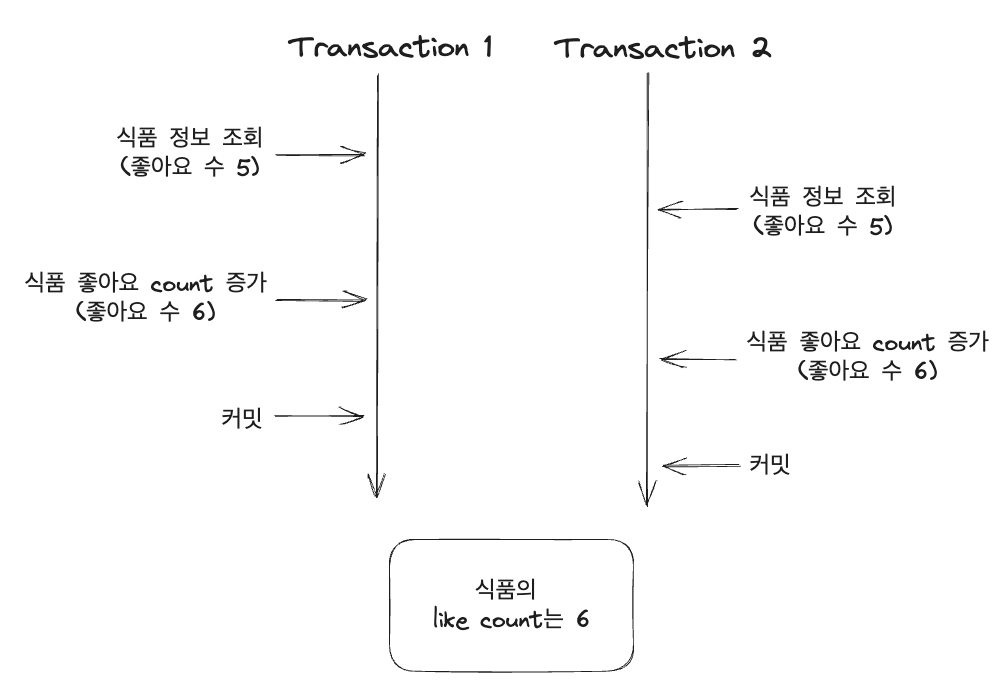 Transaction 1
Transaction 2
식품 정보 조회
(좋아요 수 5)
식품 정보 조회
(좋아요 수 5)
식품 좋아요 count 증가
(좋아요 수 6)
식품 좋아요 count 증가
(좋아요 수 6)
커밋
커밋
식품의
like count는 6